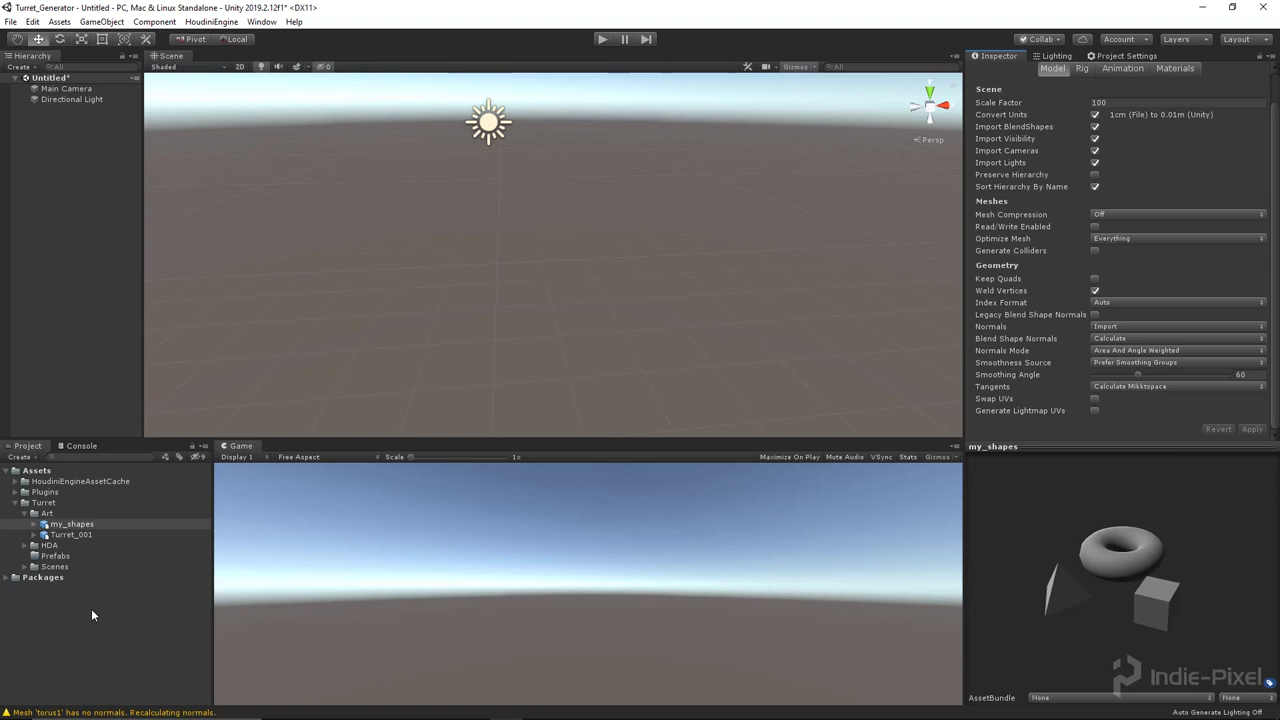 Turret_Generator - Untitled - PC, Mac & Linux Standalone - Unity 2019.2.12f1* <DX11>
File Edit Assets GameObject Component HoudiniEngine Window Help
Pivot Local Collab Account Layers Layout
Hierarchy
Create All
Untitled*
Main Camera
Directional Light
Scene
Shaded 2D 0 Gizmos All
Persp
Inspector Lighting Project Settings
Model Rig Animation Materials
Scene
Scale Factor 100
Convert Units 1cm (File) to 0.01m (Unity)
Import BlendShapes
Import Visibility
Import Cameras
Import Lights
Preserve Hierarchy
Sort Hierarchy By Name
Meshes
Mesh Compression Off
Read/Write Enabled
Optimize Mesh Everything
Generate Colliders
Geometry
Keep Quads
Weld Vertices
Index Format Auto
Legacy Blend Shape Normals
Normals Import
Blend Shape Normals Calculate
Normals Mode Area And Angle Weighted
Smoothness Source Prefer Smoothing Groups
Smoothing Angle 60
Tangents Calculate Mikktspace
Swap UVs
Generate Lightmap UVs
Revert Apply
Project Console
Create 9
Assets
HoudiniEngineAssetCache
Plugins
Turret
Art
my_shapes
Turret_001
HDA
Prefabs
Scenes
Packages
Game
Display 1 Free Aspect Scale 1x Maximize On Play Mute Audio VSync Stats Gizmos
my_shapes
Indie-Pixel
AssetBundle None None
Mesh 'torus1' has no normals. Recalculating normals.
Auto Generate Lighting Off